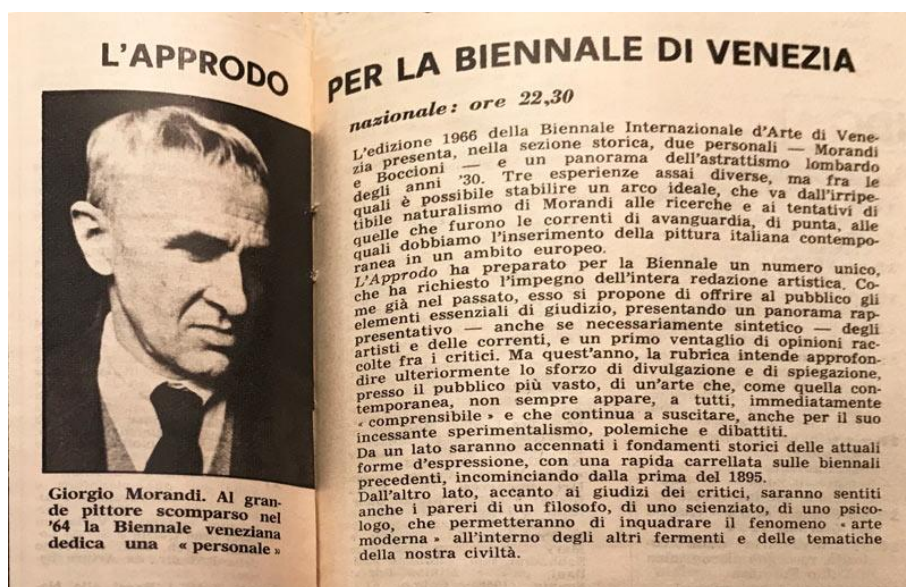 L'APPRODO PER LA BIENNALE DI VENEZIA
Giorgio Morandi. Al gran-
de pittore scomparso nel
'64 la Biennale veneziana
dedica una « personale »
nazionale: ore 22,30
L'edizione 1966 della Biennale Internazionale d'Arte di Vene-
zia presenta, nella sezione storica, due personali — Morandi
e Boccioni — e un panorama dell'astrattismo lombardo
degli anni '30. Tre esperienze assai diverse, ma fra le
quali è possibile stabilire un arco ideale, che va dall'irripe-
tibile naturalismo di Morandi alle ricerche e ai tentativi di
quelle che furono le correnti di avanguardia, di punta, alle
quali dobbiamo l'inserimento della pittura italiana contempo-
ranea in un ambito europeo.
L'Approdo ha preparato per la Biennale un numero unico,
che ha richiesto l'impegno dell'intera redazione artistica. Co-
me già nel passato, esso si propone di offrire al pubblico gli
elementi essenziali di giudizio, presentando un panorama rap-
presentativo — anche se necessariamente sintetico — degli
artisti e delle correnti, e un primo ventaglio di opinioni rac-
colte fra i critici. Ma quest'anno, la rubrica intende approfon-
dire ulteriormente lo sforzo di divulgazione e di spiegazione,
presso il pubblico più vasto, di un'arte che, come quella con-
temporanea, non sempre appare, a tutti, immediatamente
« comprensibile » e che continua a suscitare, anche per il suo
incessante sperimentalismo, polemiche e dibattiti.
Da un lato saranno accennati i fondamenti storici delle attuali
forme d'espressione, con una rapida carrellata sulle biennali
precedenti, incominciando dalla prima del 1895.
Dall'altro lato, accanto ai giudizi dei critici, saranno sentiti
anche i pareri di un filosofo, di uno scienziato, di uno psico-
logo, che permetteranno di inquadrare il fenomeno « arte
moderna » all'interno degli altri fermenti e delle tematiche
della nostra civiltà.